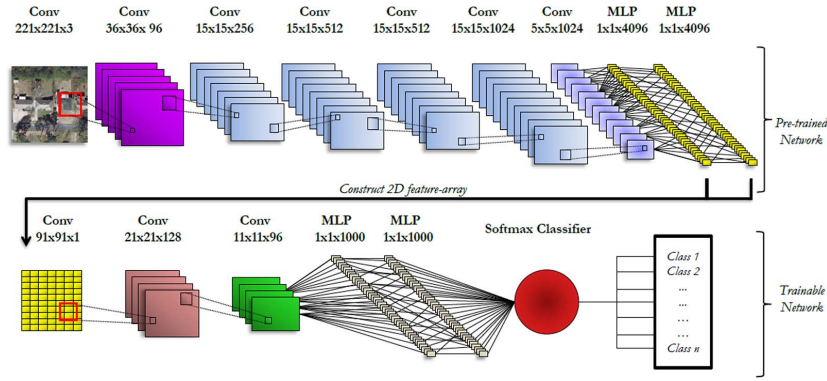 Conv Conv Conv Conv Conv Conv Conv MLP MLP
221x221x3 36x36x 96 15x15x256 15x15x512 15x15x512 15x15x1024 5x5x1024 1x1x4096 1x1x4096
Pre-trained
Network
Construct 2D feature-array
Conv Conv Conv MLP MLP Softmax Classifier
91x91x1 21x21x128 11x11x96 1x1x1000 1x1x1000
Class 1
Class 2
...
...
...
...
Class n
Trainable
Network